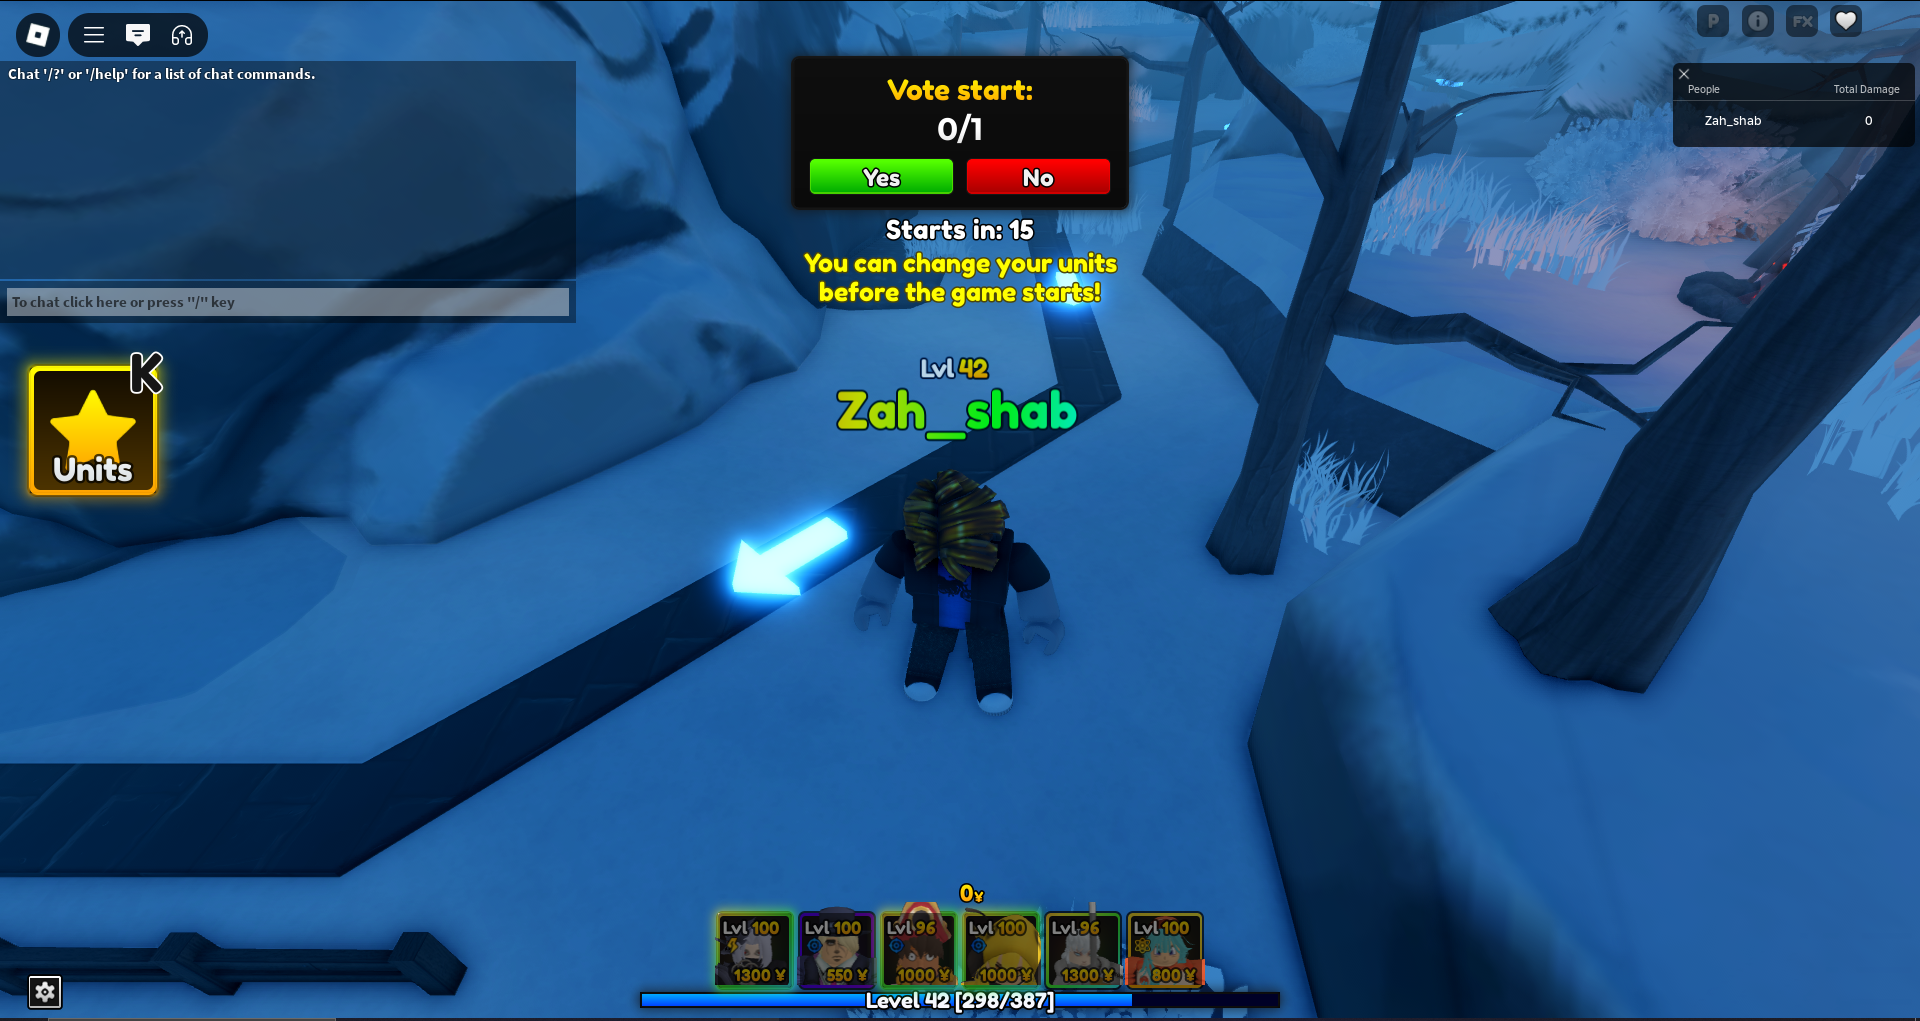 P
FX
Chat '/?' or '/help' for a list of chat commands.
To chat click here or press "/" key
Vote start:
0/1
Yes
No
Starts in: 15
You can change your units
before the game starts!
People
Total Damage
Zah_shab
0
K
Units
Lvl 42
Zah_shab
0¥
Lvl 100
1300 ¥
Lvl 100
550 ¥
Lvl 96
1000 ¥
Lvl 100
1000 ¥
Lvl 96
1300 ¥
Lvl 100
800 ¥
Level 42 [298/387]